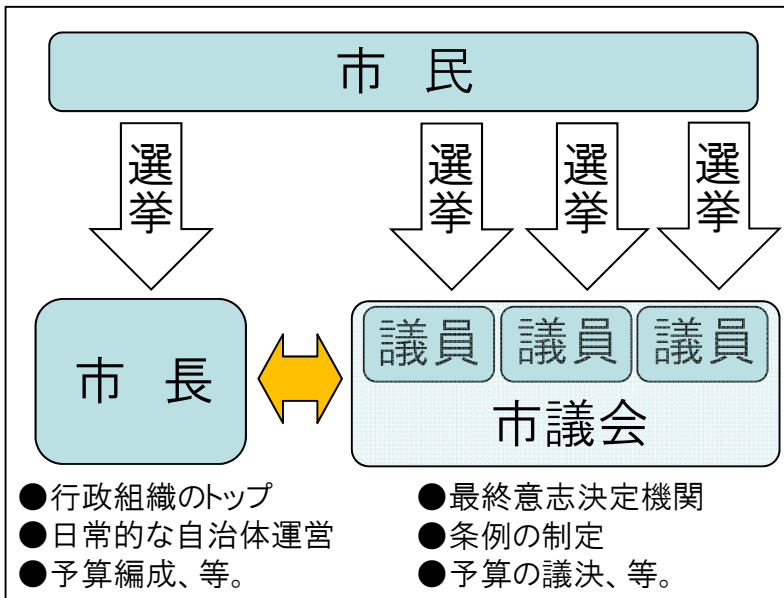 市 民
選挙
選挙
選挙
選挙
市 長
議員
議員
議員
市議会
●行政組織のトップ
●日常的な自治体運営
●予算編成、等。
●最終意志決定機関
●条例の制定
●予算の議決、等。